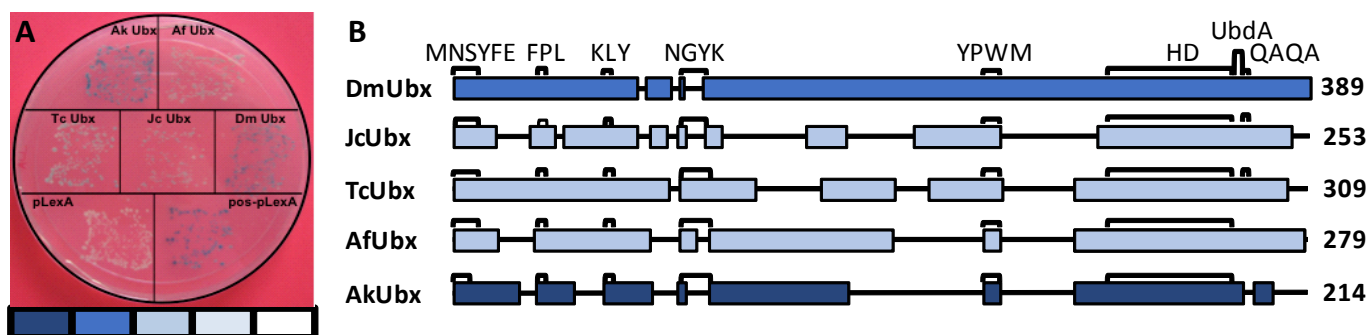 A
Ak Ubx Af Ubx
Tc Ubx Jc Ubx Dm Ubx
pLexA pos-pLexA
B
UbdA
MNSYFE FPL KLY NGYK YPWM HD QAQA
DmUbx 389
JcUbx 253
TcUbx 309
AfUbx 279
AkUbx 214